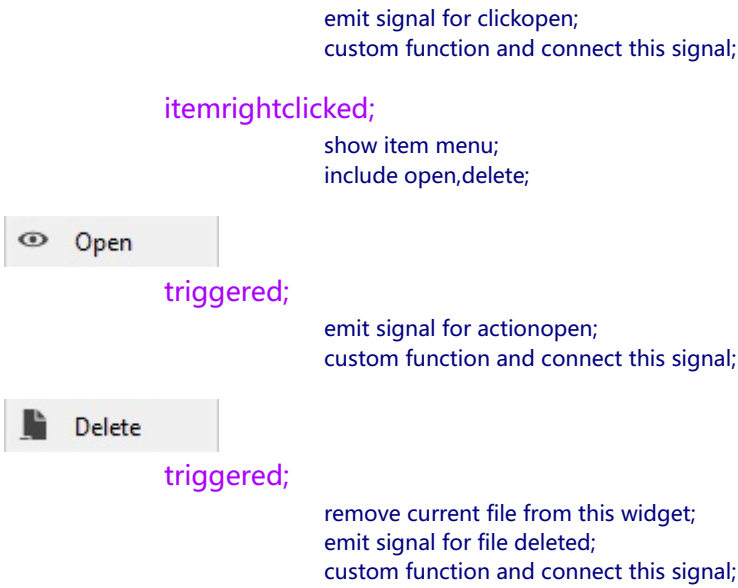 emit signal for clickopen;
custom function and connect this signal;
itemrightclicked;
show item menu;
include open,delete;
Open
triggered;
emit signal for actionopen;
custom function and connect this signal;
Delete
triggered;
remove current file from this widget;
emit signal for file deleted;
custom function and connect this signal;